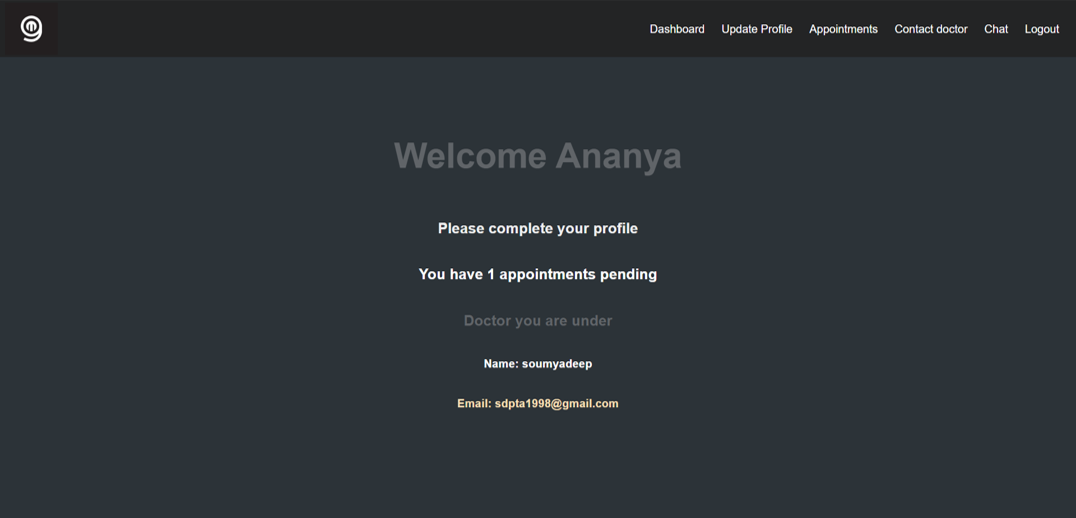 Dashboard Update Profile Appointments Contact doctor Chat Logout
Welcome Ananya
Please complete your profile
You have 1 appointments pending
Doctor you are under
Name: soumyadeep
Email: sdpta1998@gmail.com